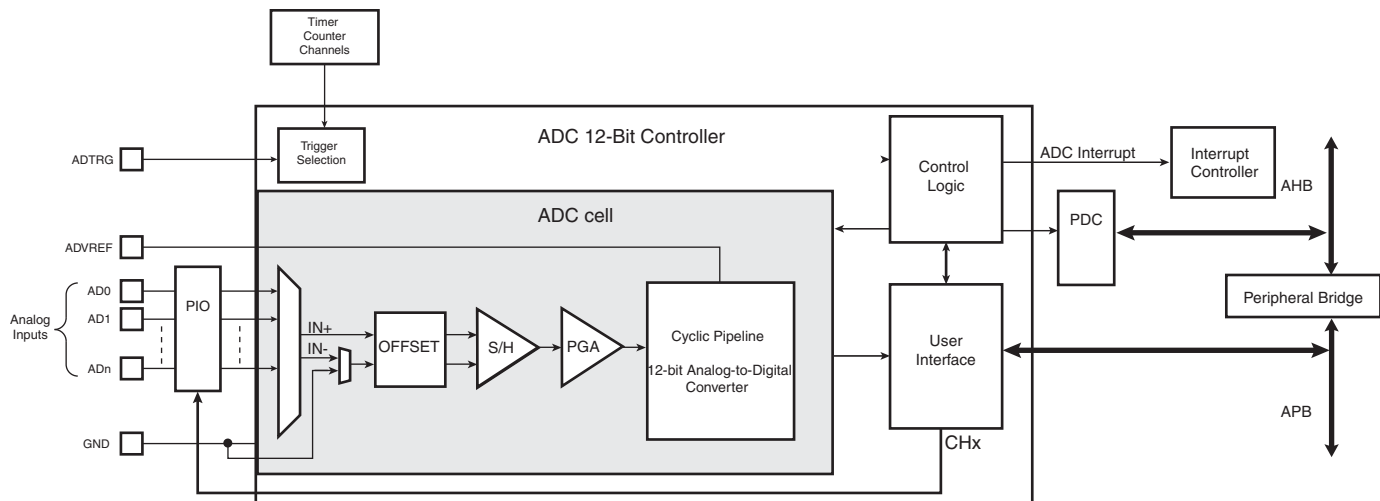 Timer
Counter
Channels
ADC 12-Bit Controller
ADTRG
Trigger
Selection
Control
Logic
ADC Interrupt
Interrupt
Controller
AHB
ADC cell
PDC
ADVREF
Analog
Inputs
AD0
AD1
ADn
PIO
IN+
IN-
OFFSET
S/H
PGA
Cyclic Pipeline
12-bit Analog-to-Digital
Converter
User
Interface
Peripheral Bridge
APB
GND
CHx